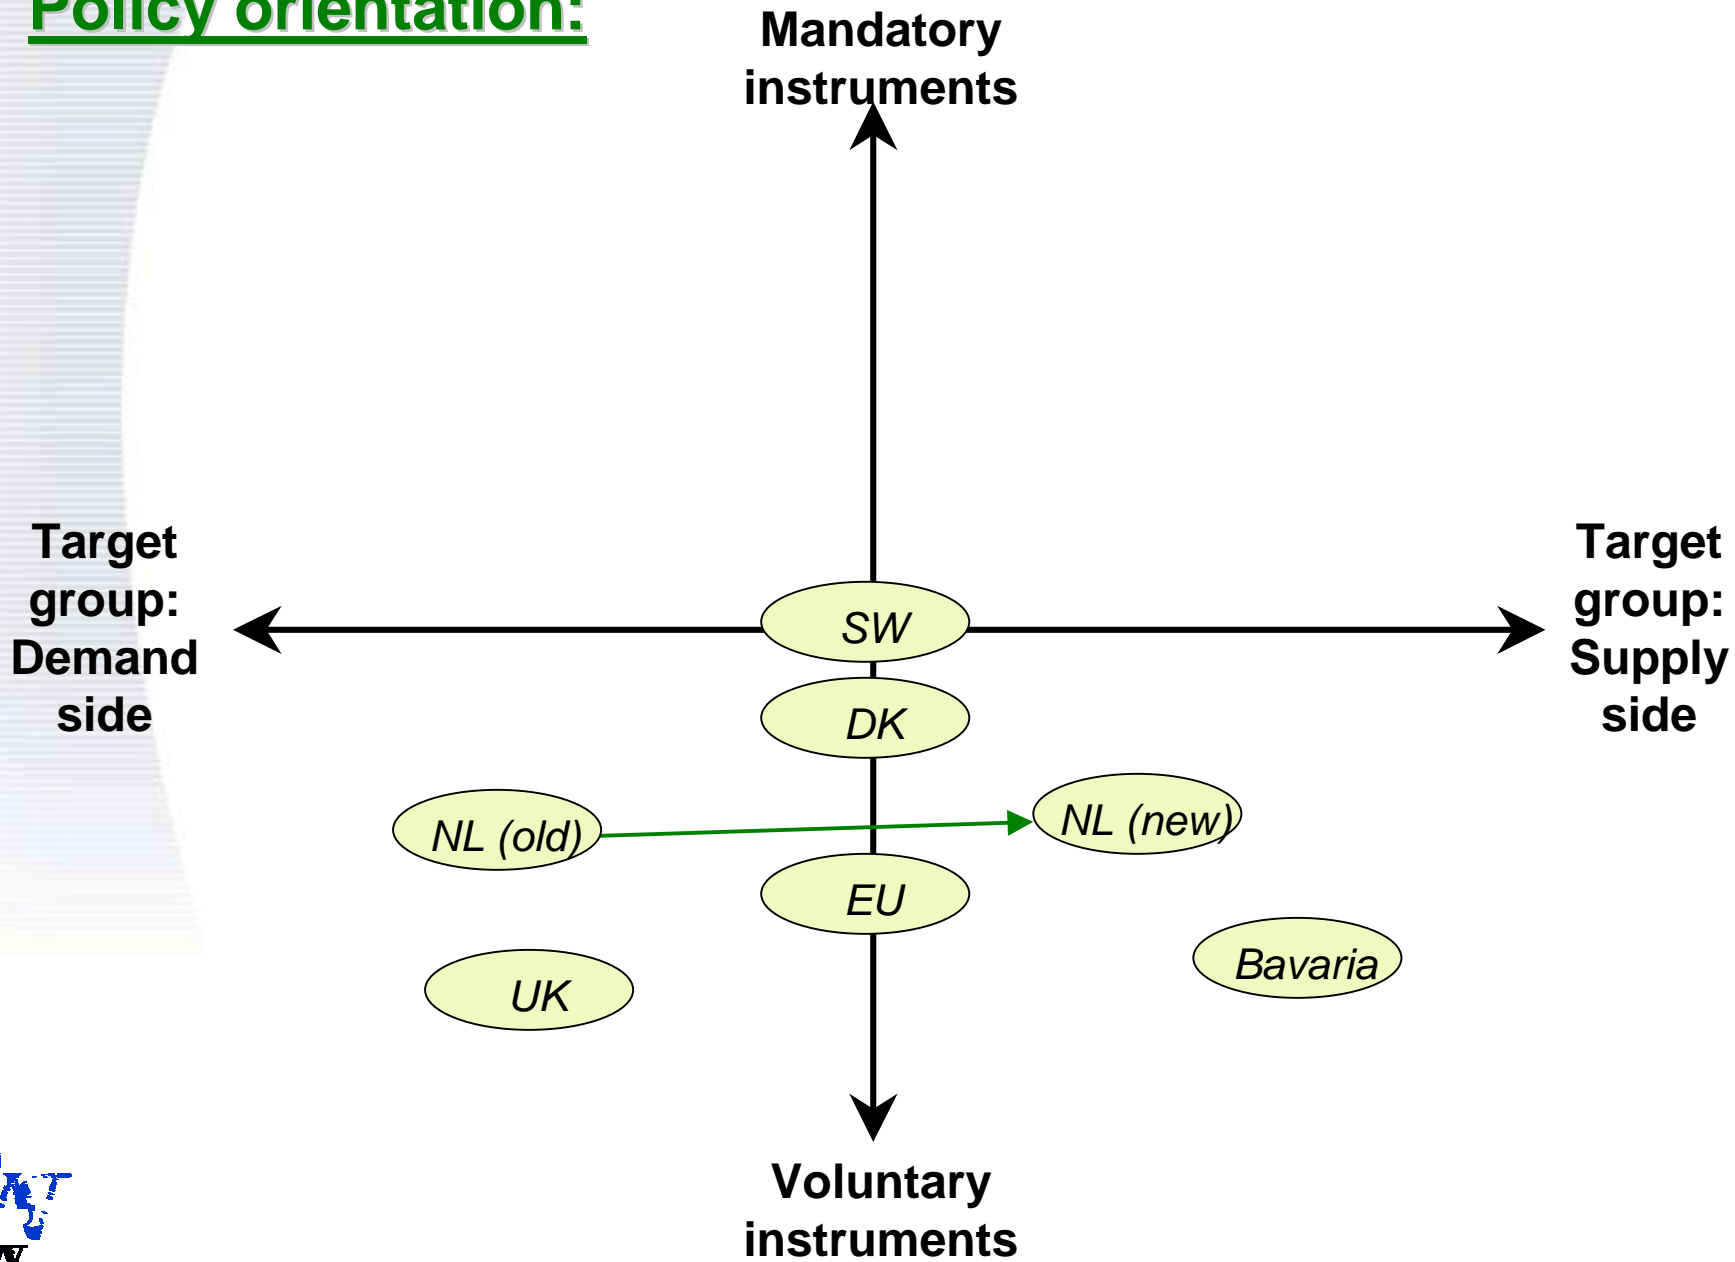 Policy orientation:
Mandatory
instruments
Target
group:
Demand
side
Target
group:
Supply
side
SW
DK
NL (old)
NL (new)
EU
Bavaria
UK
Voluntary
instruments